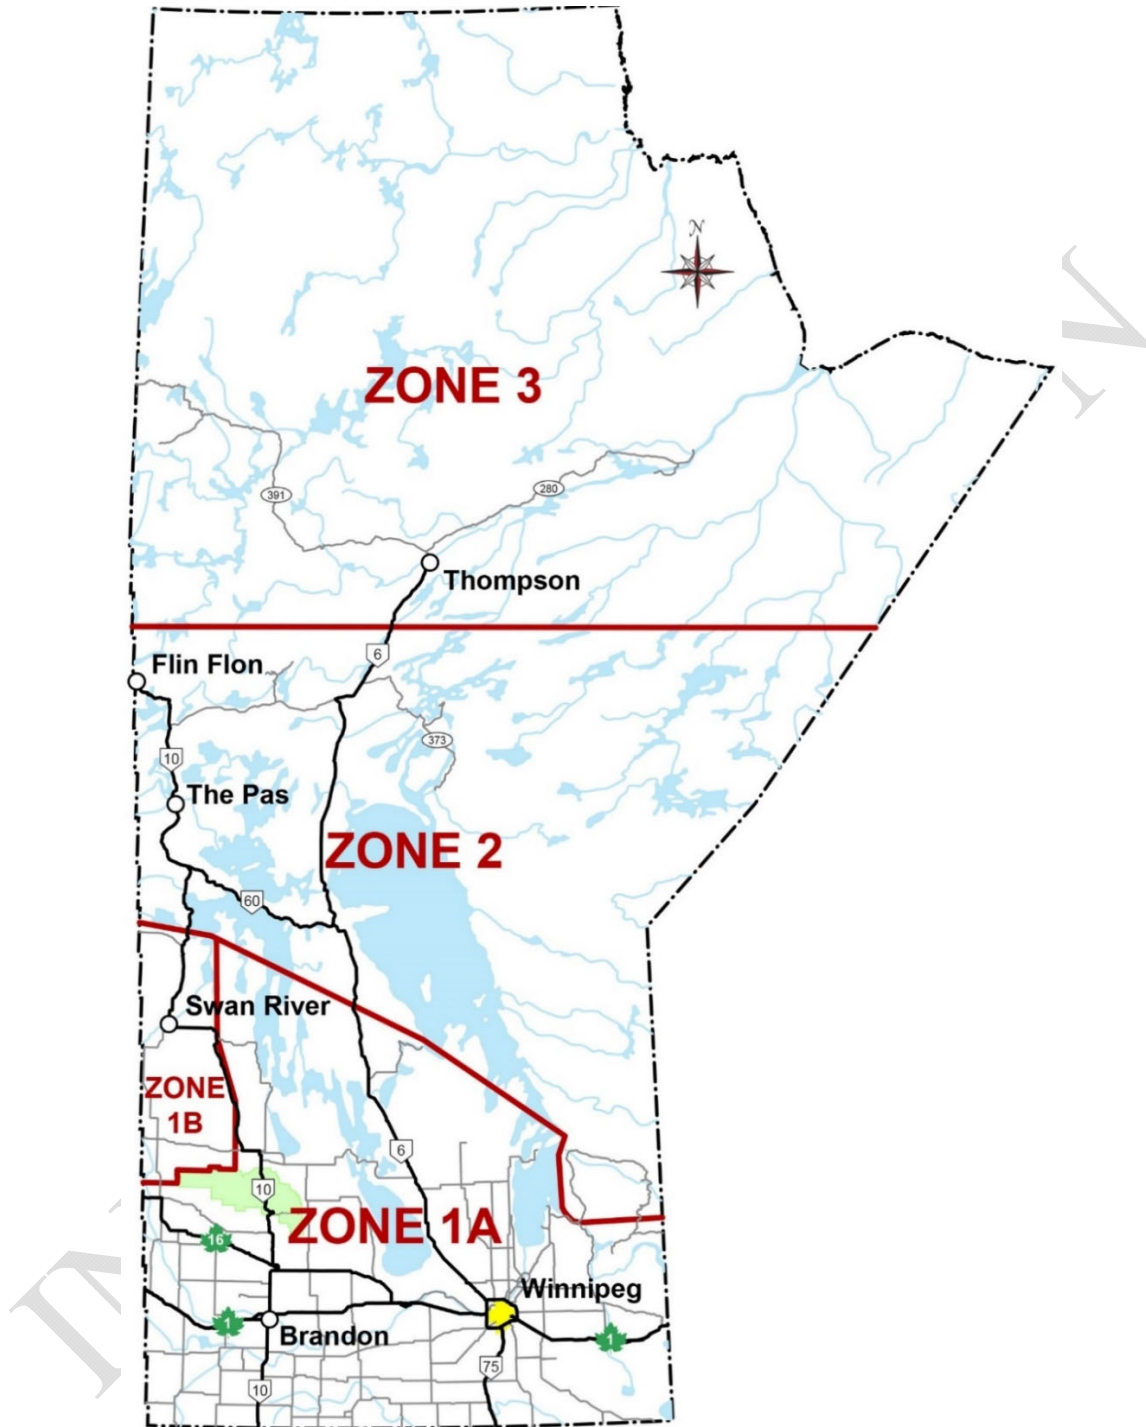 N
ZONE 3
391
280
Thompson
6
Flin Flon
373
10
The Pas
ZONE 2
60
Swan River
ZONE
1B
6
10
ZONE 1A
16
Winnipeg
1
Brandon
1
75
10